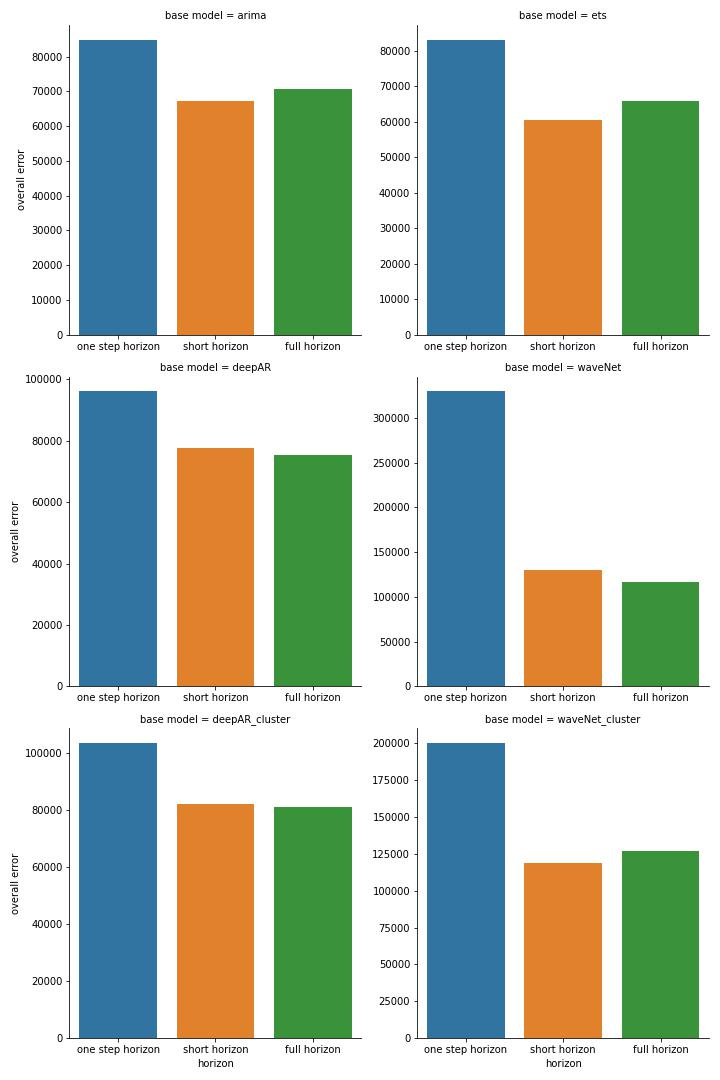 base model = arima
80000
70000
60000
50000
40000
30000
20000
10000
0
overall error
one step horizon short horizon full horizon
base model = ets
80000
70000
60000
50000
40000
30000
20000
10000
0
one step horizon short horizon full horizon
base model = deepAR
100000
80000
60000
40000
20000
0
overall error
one step horizon short horizon full horizon
base model = waveNet
300000
250000
200000
150000
100000
50000
0
one step horizon short horizon full horizon
base model = deepAR_cluster
100000
80000
60000
40000
20000
0
overall error
one step horizon short horizon full horizon
horizon
base model = waveNet_cluster
200000
175000
150000
125000
100000
75000
50000
25000
0
one step horizon short horizon full horizon
horizon